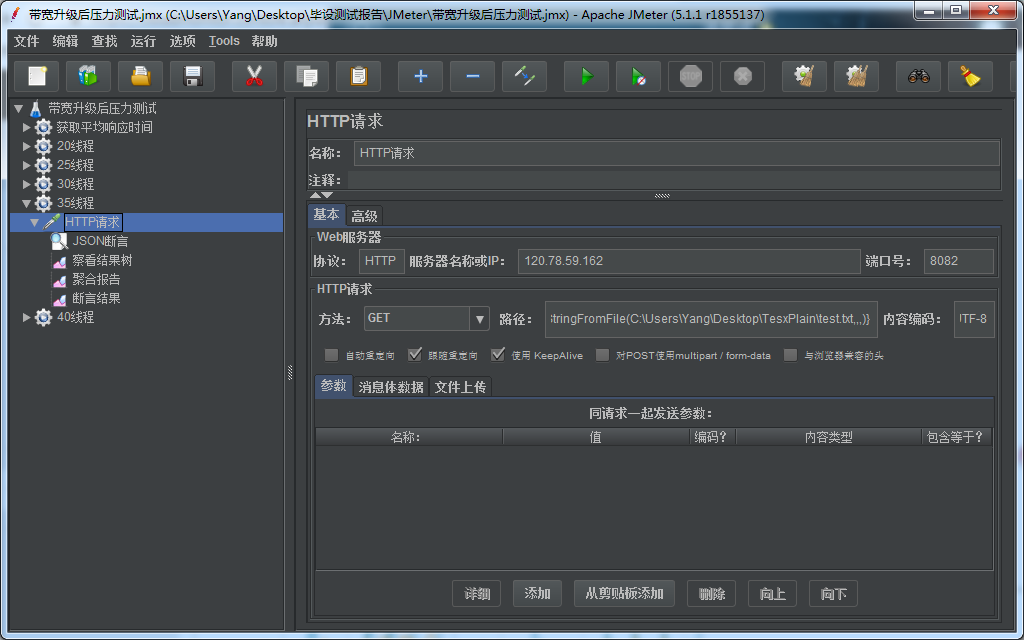 带宽升级后压力测试.jmx (C:\Users\Yang\Desktop\毕设测试报告\JMeter\带宽升级后压力测试.jmx) - Apache JMeter (5.1.1 r1855137)
文件 编辑 查找 运行 选项 Tools 帮助
STOP
带宽升级后压力测试
获取平均响应时间
20线程
25线程
30线程
35线程
HTTP请求
JSON断言
察看结果树
聚合报告
断言结果
40线程
HTTP请求
名称： HTTP请求
注释：
基本 高级
Web服务器
协议： HTTP 服务器名称或IP： 120.78.59.162 端口号： 8082
HTTP请求
方法： GET 路径： StringFromFile(C:\Users\Yang\Desktop\TesxPlain\test.txt,,,)} 内容编码： UTF-8
自动重定向 跟随重定向 使用 KeepAlive 对POST使用multipart / form-data 与浏览器兼容的头
参数 消息体数据 文件上传
同请求一起发送参数：
名称： 值 编码？ 内容类型 包含等于？
详细 添加 从剪贴板添加 删除 向上 向下